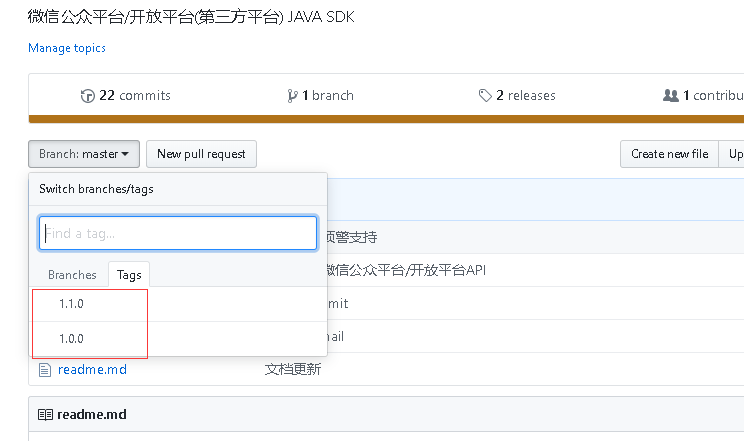 微信公众平台/开放平台(第三方平台) JAVA SDK
Manage topics
22 commits 1 branch 2 releases 1 contribu
Branch: master New pull request Create new file Up
Switch branches/tags
Find a tag...
预警支持
Branches Tags
微信公众平台/开放平台API
1.1.0
mit
1.0.0
nail
readme.md 文档更新
readme.md